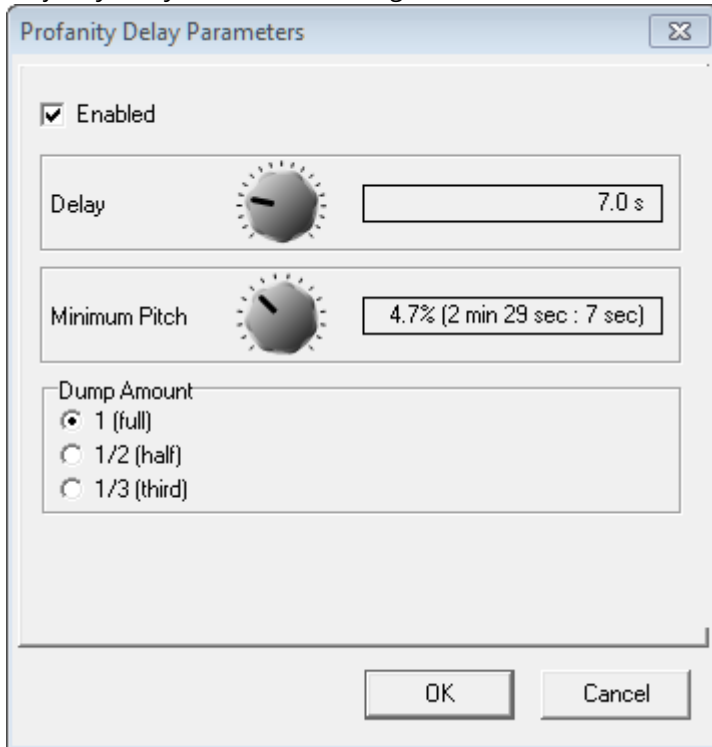 Profanity Delay Parameters
Enabled
Delay
7.0 s
Minimum Pitch
4.7% (2 min 29 sec : 7 sec)
Dump Amount
1 (full)
1/2 (half)
1/3 (third)
OK
Cancel